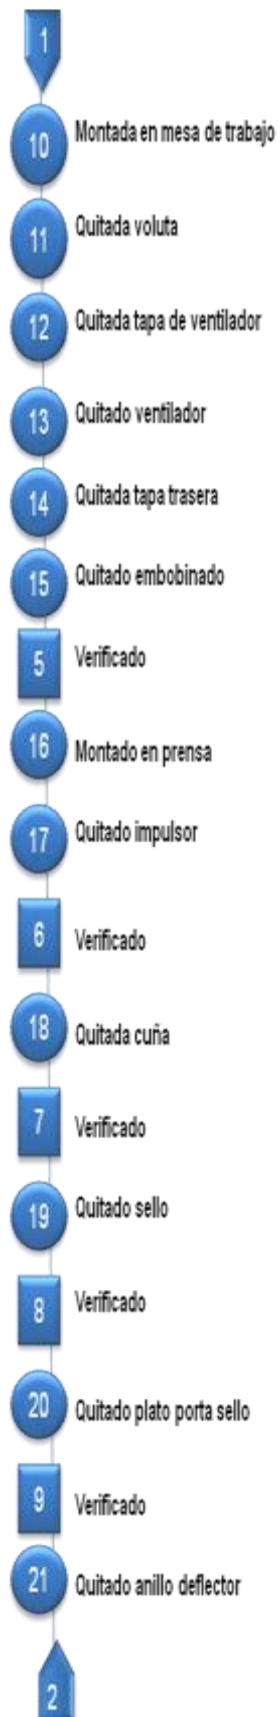 1
10 Montada en mesa de trabajo
11 Quitada voluta
12 Quitada tapa de ventilador
13 Quitado ventilador
14 Quitada tapa trasera
15 Quitado embobinado
5 Verificado
16 Montado en prensa
17 Quitado impulsor
6 Verificado
18 Quitada cuña
7 Verificado
19 Quitado sello
8 Verificado
20 Quitado plato porta sello
9 Verificado
21 Quitado anillo deflector
2